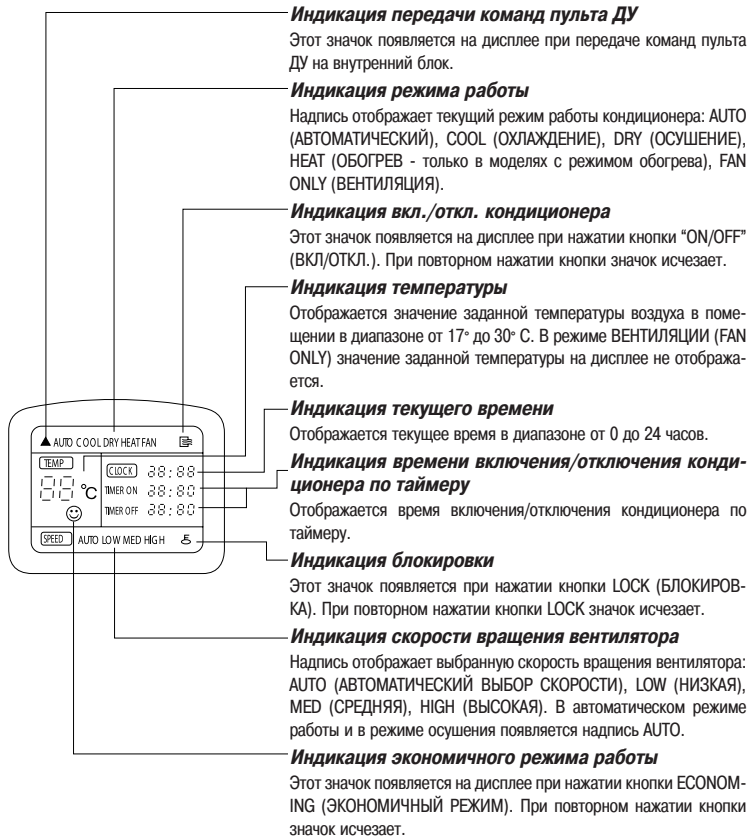 Индикация передачи команд пульта ДУ
Этот значок появляется на дисплее при передаче команд пульта
ДУ на внутренний блок.
Индикация режима работы
Надпись отображает текущий режим работы кондиционера: AUTO
(АВТОМАТИЧЕСКИЙ), COOL (ОХЛАЖДЕНИЕ), DRY (ОСУШЕНИЕ),
HEAT (ОБОГРЕВ - только в моделях с режимом обогрева), FAN
ONLY (ВЕНТИЛЯЦИЯ).
Индикация вкл./откл. кондиционера
Этот значок появляется на дисплее при нажатии кнопки “ON/OFF”
(ВКЛ/ОТКЛ.). При повторном нажатии кнопки значок исчезает.
Индикация температуры
Отображается значение заданной температуры воздуха в поме-
щении в диапазоне от 17° до 30° С. В режиме ВЕНТИЛЯЦИИ (FAN
ONLY) значение заданной температуры на дисплее не отобража-
ется.
Индикация текущего времени
Отображается текущее время в диапазоне от 0 до 24 часов.
Индикация времени включения/отключения конди-
ционера по таймеру
Отображается время включения/отключения кондиционера по
таймеру.
Индикация блокировки
Этот значок появляется при нажатии кнопки LOCK (БЛОКИРОВ-
КА). При повторном нажатии кнопки LOCK значок исчезает.
Индикация скорости вращения вентилятора
Надпись отображает выбранную скорость вращения вентилятора:
AUTO (АВТОМАТИЧЕСКИЙ ВЫБОР СКОРОСТИ), LOW (НИЗКАЯ),
MED (СРЕДНЯЯ), HIGH (ВЫСОКАЯ). В автоматическом режиме
работы и в режиме осушения появляется надпись AUTO.
Индикация экономичного режима работы
Этот значок появляется на дисплее при нажатии кнопки ECONOM-
ING (ЭКОНОМИЧНЫЙ РЕЖИМ). При повторном нажатии кнопки
значок исчезает.
AUTO COOL DRY HEAT FAN
TEMP
88 °C
CLOCK 88:88
TIMER ON 88:80
TIMER OFF 88:80
SPEED AUTO LOW MED HIGH